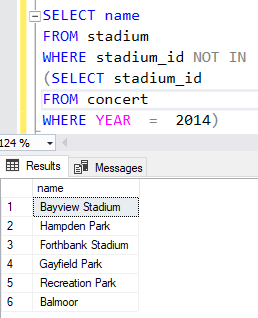 SELECT name
FROM stadium
WHERE stadium_id NOT IN
(SELECT stadium_id
FROM concert
WHERE YEAR = 2014)
124 %
Results Messages
name
1 Bayview Stadium
2 Hampden Park
3 Forthbank Stadium
4 Gayfield Park
5 Recreation Park
6 Balmoor